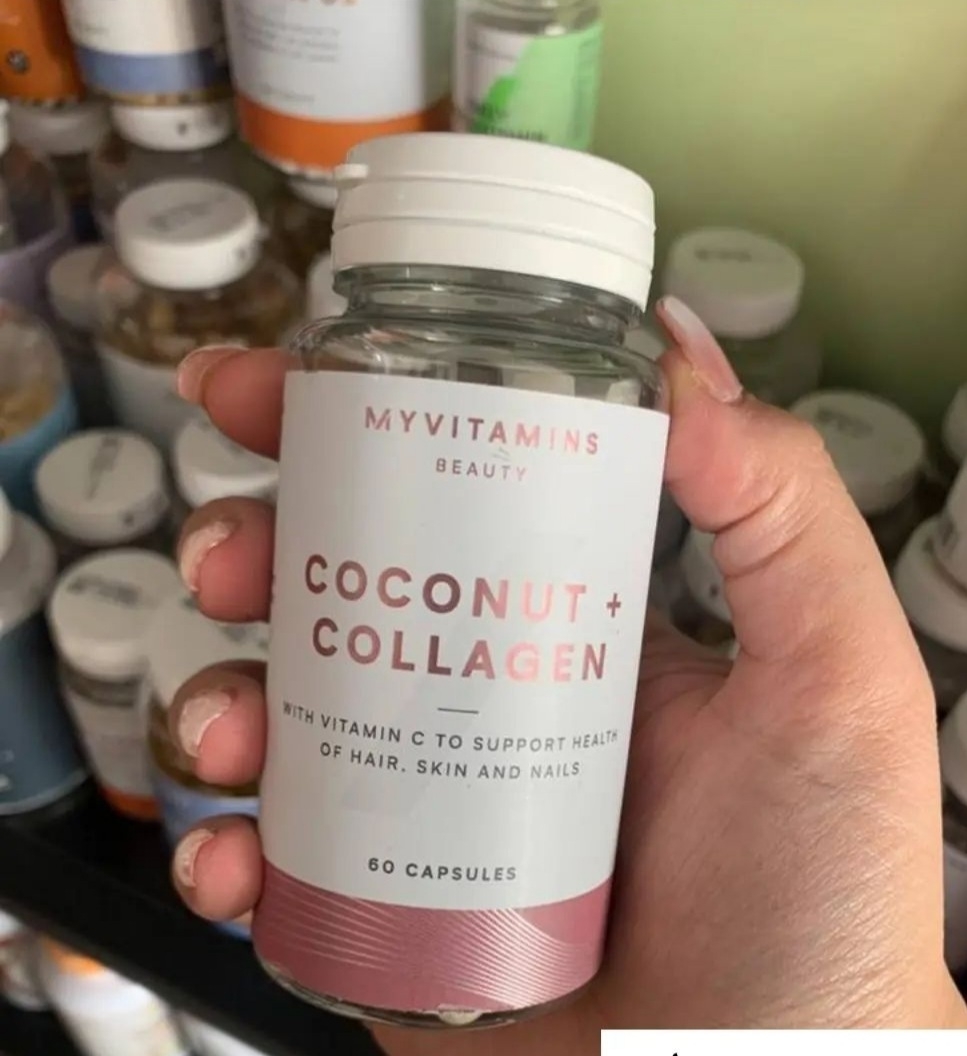 MYVITAMINS
BEAUTY
COCONUT +
COLLAGEN
WITH VITAMIN C TO SUPPORT HEALTH
OF HAIR, SKIN AND NAILS
60 CAPSULES